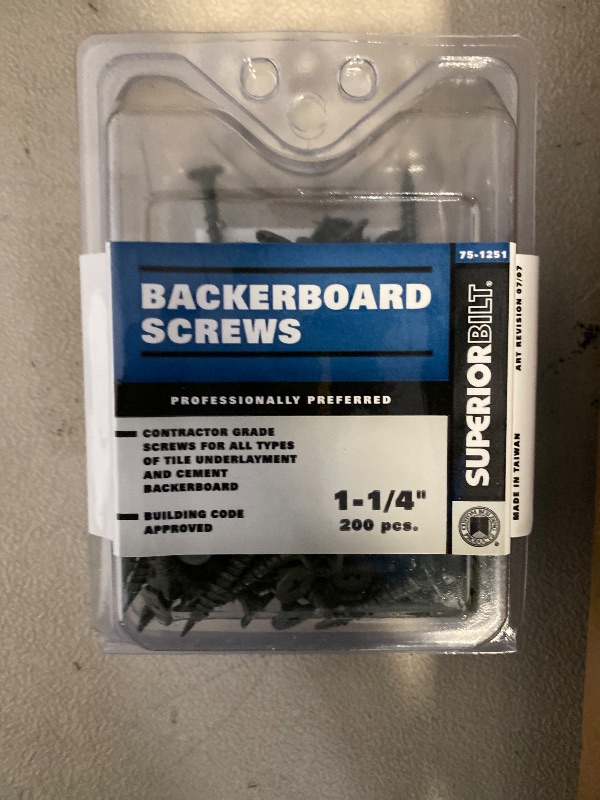 75-1251
BACKERBOARD
SCREWS
PROFESSIONALLY PREFERRED
CONTRACTOR GRADE
SCREWS FOR ALL TYPES
OF TILE UNDERLAYMENT
AND CEMENT
BACKERBOARD
BUILDING CODE
APPROVED
1-1/4"
200 pcs.
SUPERIORBILT®
ART REVISION 07/07
MADE IN TAIWAN